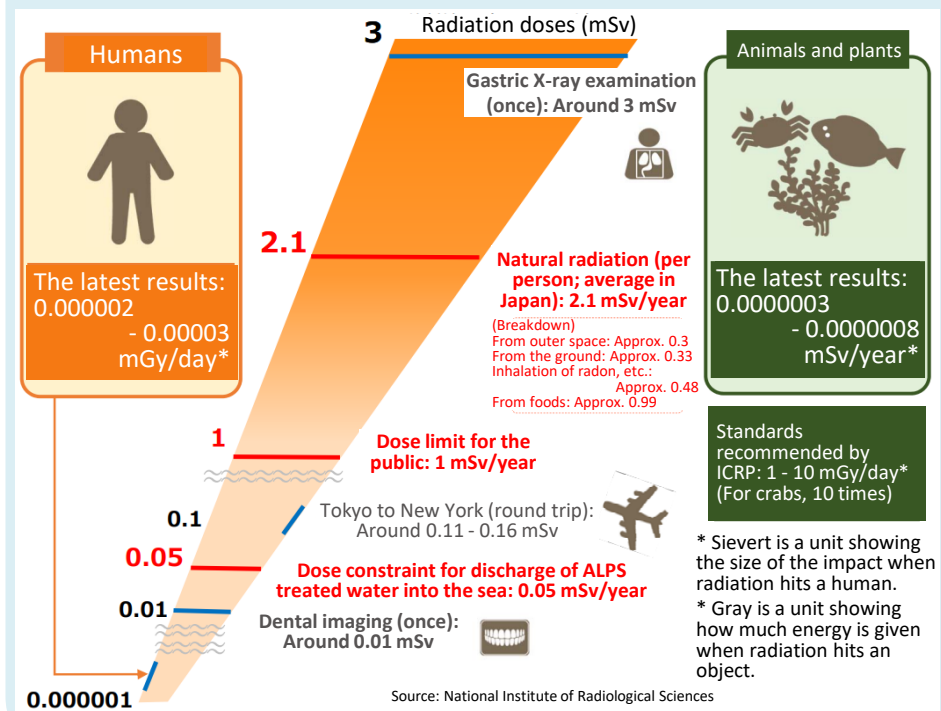 Radiation doses (mSv)
3
Humans
The latest results:
0.000002
- 0.00003
mGy/day*
Gastric X-ray examination
(once): Around 3 mSv
2.1
Natural radiation (per
person; average in
Japan): 2.1 mSv/year
(Breakdown)
From outer space: Approx. 0.3
From the ground: Approx. 0.33
Inhalation of radon, etc.:
Approx. 0.48
From foods: Approx. 0.99
1
Dose limit for the
public: 1 mSv/year
0.1
Tokyo to New York (round trip):
Around 0.11 - 0.16 mSv
0.05
Dose constraint for discharge of ALPS
treated water into the sea: 0.05 mSv/year
0.01
Dental imaging (once):
Around 0.01 mSv
0.000001
Animals and plants
The latest results:
0.0000003
- 0.0000008
mSv/year*
Standards
recommended by
ICRP: 1 - 10 mGy/day*
(For crabs, 10 times)
* Sievert is a unit showing
the size of the impact when
radiation hits a human.
* Gray is a unit showing
how much energy is given
when radiation hits an
object.
Source: National Institute of Radiological Sciences